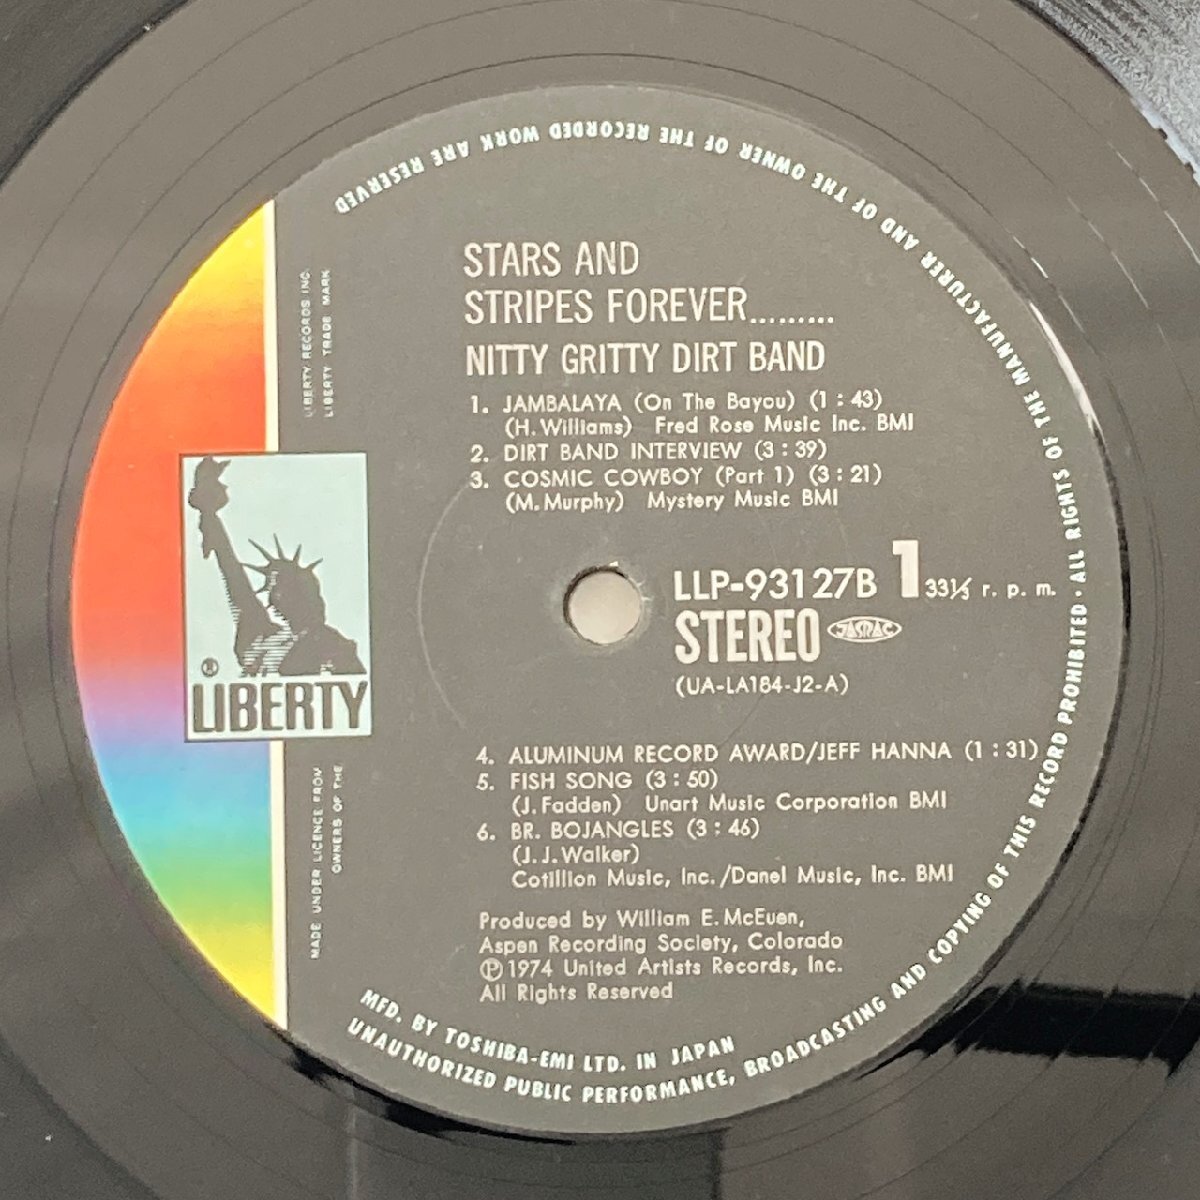 STARS AND
STRIPES FOREVER.........
NITTY GRITTY DIRT BAND
1. JAMBALAYA (On The Bayou) (1 : 43)
(H. Williams) Fred Rose Music Inc. BMI
2. DIRT BAND INTERVIEW (3 : 39)
3. COSMIC COWBOY (Part 1) (3 : 21)
(M. Murphy) Mystery Music BMI
LLP-93127B 1 33⅓ r. p. m.
STEREO JASRAC
(UA-LA184-J2-A)
4. ALUMINUM RECORD AWARD/JEFF HANNA (1 : 31)
5. FISH SONG (3 : 50)
(J. Fadden) Unart Music Corporation BMI
6. BR. BOJANGLES (3 : 46)
(J. J. Walker)
Cotillion Music, Inc./Danel Music, Inc. BMI
Produced by William E. McEuen,
Aspen Recording Society, Colorado
Ⓟ1974 United Artists Records, Inc.
All Rights Reserved
LIBERTY RECORDS INC.
LIBERTY TRADE MARK
®
LIBERTY
MADE UNDER LICENCE FROM
OWNERS OF THE
MFD. BY TOSHIBA-EMI LTD. IN JAPAN
UNAUTHORIZED PUBLIC PERFORMANCE, BROADCASTING AND COPYING OF THIS RECORD PROHIBITED · ALL RIGHTS OF THE MANUFACTURER AND OF THE OWNER OF THE RECORDED WORK ARE RESERVED